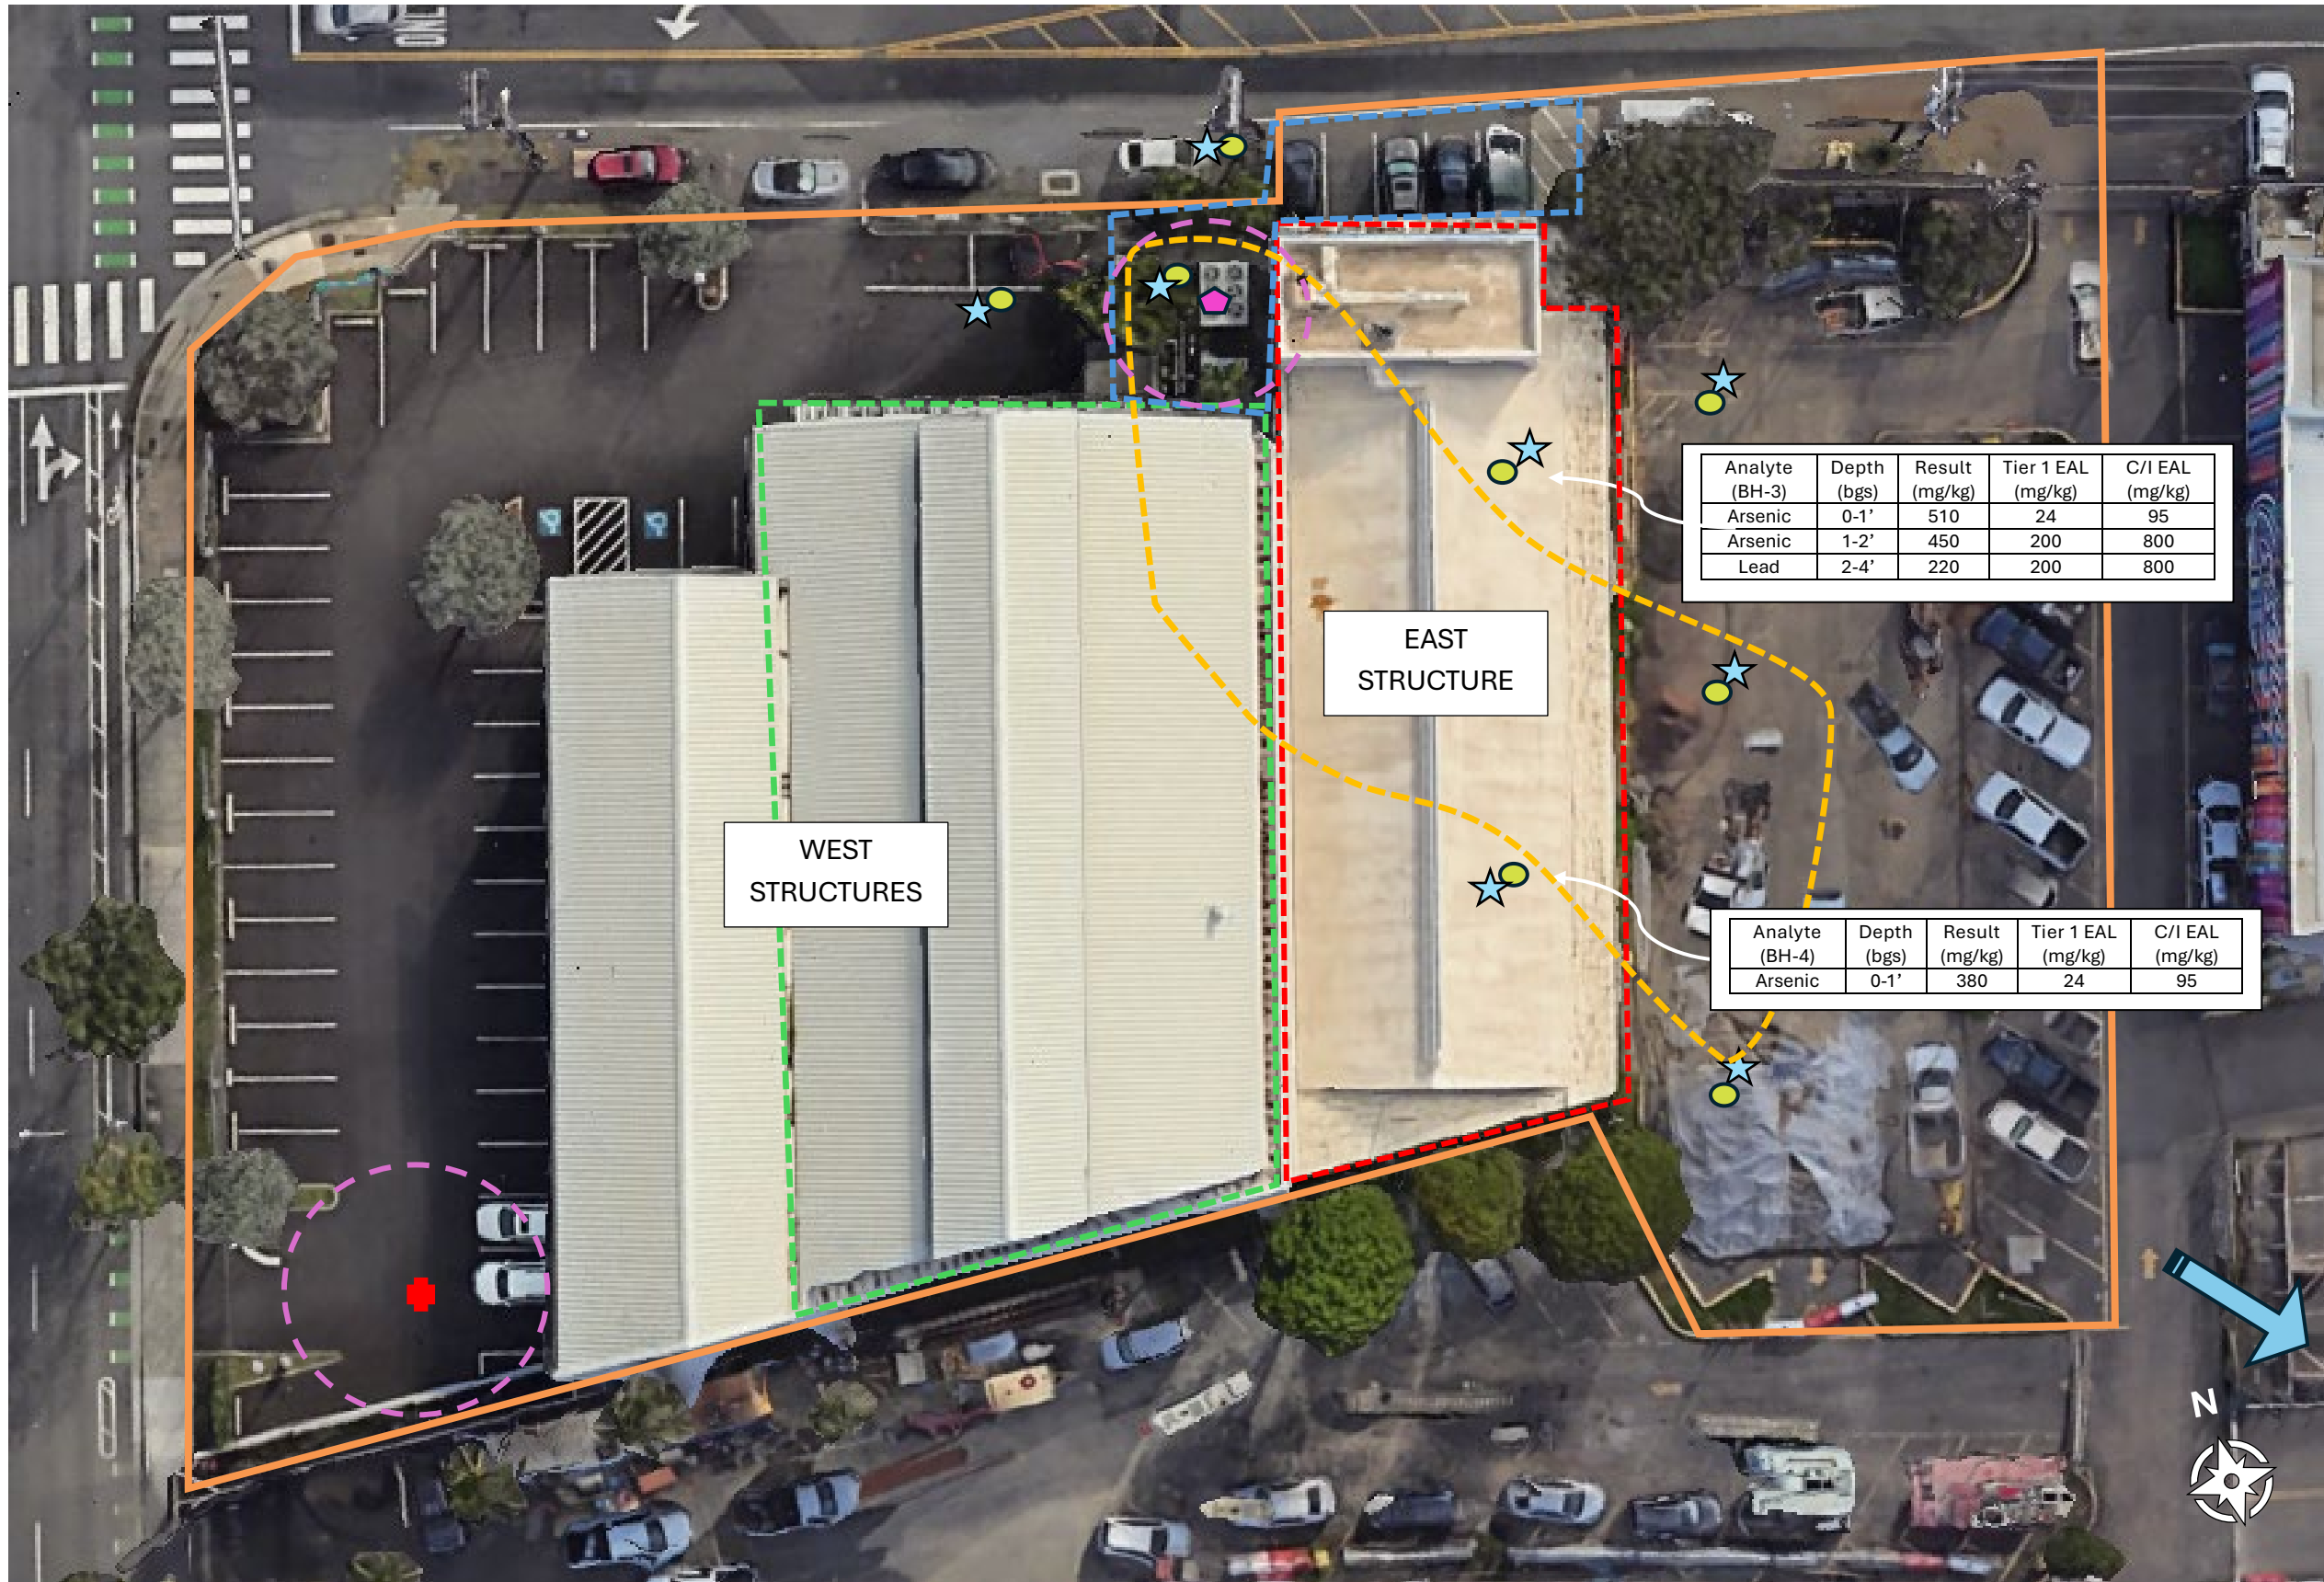 Analyte (BH-3) Depth (bgs) Result (mg/kg) Tier 1 EAL (mg/kg) C/I EAL (mg/kg)
Arsenic 0-1’ 510 24 95
Arsenic 1-2’ 450 200 800
Lead 2-4’ 220 200 800
EAST
STRUCTURE
WEST
STRUCTURES
Analyte (BH-4) Depth (bgs) Result (mg/kg) Tier 1 EAL (mg/kg) C/I EAL (mg/kg)
Arsenic 0-1’ 380 24 95
N